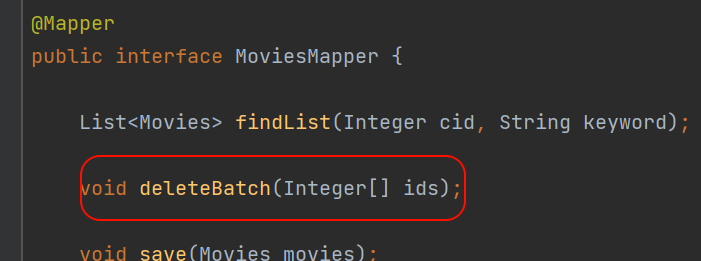 @Mapper
public interface MoviesMapper {
List<Movies> findList(Integer cid, String keyword);
void deleteBatch(Integer[] ids);
void save(Movies movies);